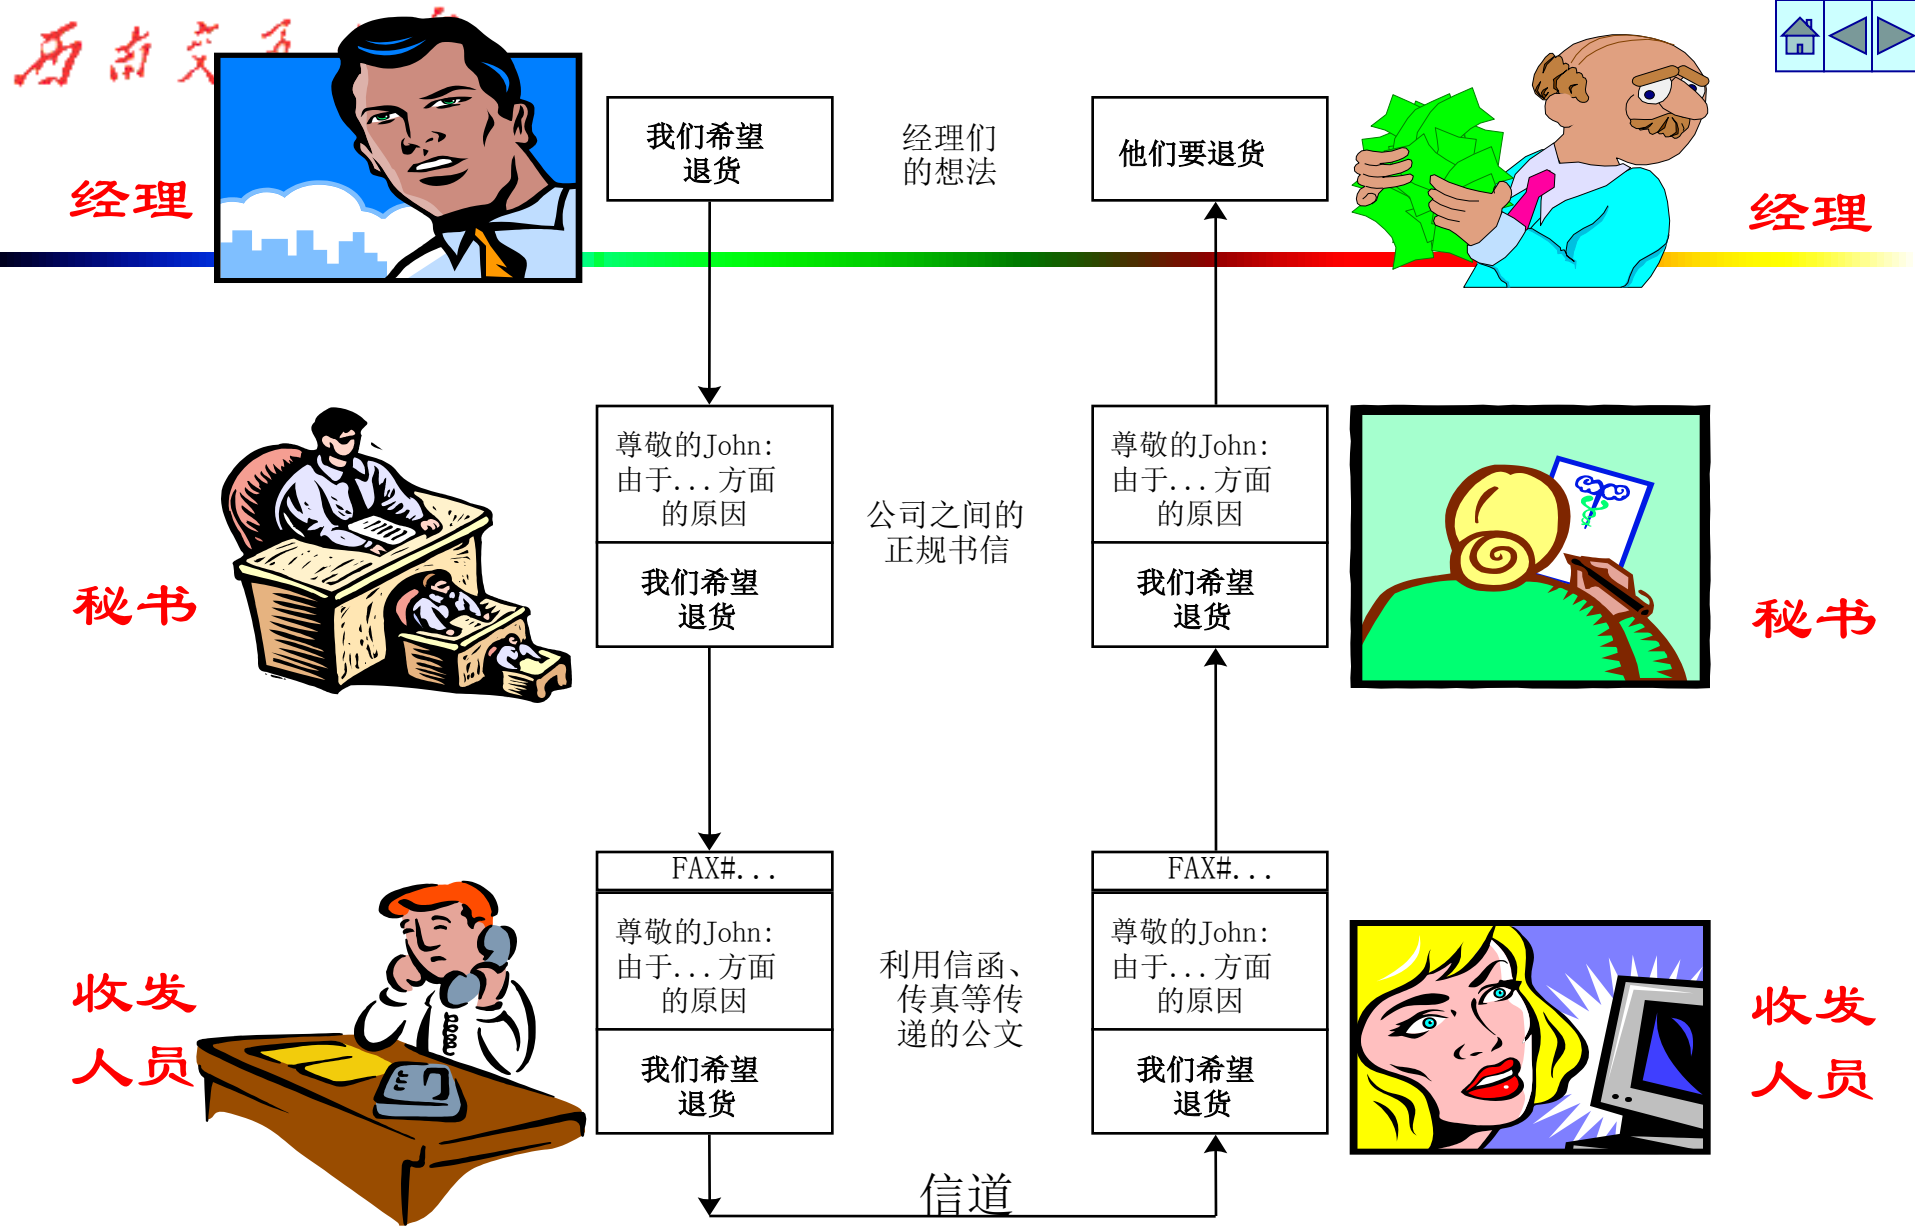 西南交
经理
我们希望
退货
经理们
的想法
他们要退货
经理
秘书
尊敬的John:
由于...方面
的原因
我们希望
退货
公司之间的
正规书信
尊敬的John:
由于...方面
的原因
我们希望
退货
秘书
收发
人员
FAX#...
尊敬的John:
由于...方面
的原因
我们希望
退货
利用信函、
传真等传
递的公文
FAX#...
尊敬的John:
由于...方面
的原因
我们希望
退货
收发
人员
信道